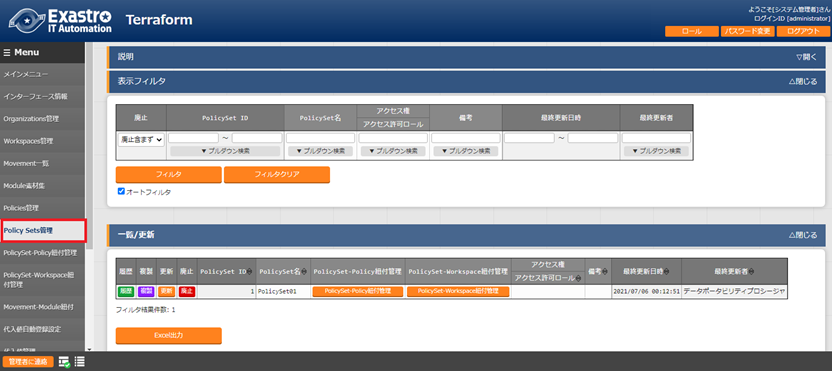 Exastro
IT Automation
Terraform
ようこそ[システム管理者]さん
ログインID [administrator]
ロール
パスワード変更
ログアウト
☰ Menu
メインメニュー
インターフェース情報
Organizations管理
Workspaces管理
Movement一覧
Module素材集
Policies管理
Policy Sets管理
PolicySet-Policy紐付管理
PolicySet-Workspace紐付管理
Movement-Module紐付
代入値自動登録設定
説明
▽開く
表示フィルタ
△閉じる
廃止
PolicySet ID
PolicySet名
アクセス権
アクセス許可ロール
備考
最終更新日時
最終更新者
廃止含まず
～
▼ プルダウン検索
▼ プルダウン検索
▼ プルダウン検索
▼ プルダウン検索
～
▼ プルダウン検索
フィルタ
フィルタクリア
オートフィルタ
一覧/更新
△閉じる
履歴
複製
更新
廃止
PolicySet ID
PolicySet名
PolicySet-Policy紐付管理
PolicySet-Workspace紐付管理
アクセス権
アクセス許可ロール
備考
最終更新日時
最終更新者
履歴
複製
更新
廃止
1
PolicySet01
PolicySet-Policy紐付管理
PolicySet-Workspace紐付管理
2021/07/06 00:12:51
データポータビリティプロシージャ
フィルタ結果件数: 1
Excel出力
管理者に連絡